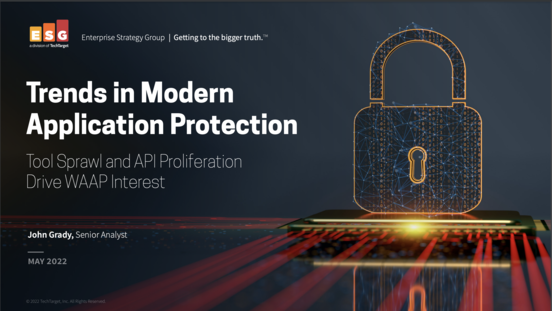 ESG
a division of TechTarget
Enterprise Strategy Group | Getting to the bigger truth.™
Trends in Modern
Application Protection
Tool Sprawl and API Proliferation
Drive WAAP Interest
John Grady, Senior Analyst
MAY 2022
© 2022 TechTarget, Inc. All Rights Reserved.